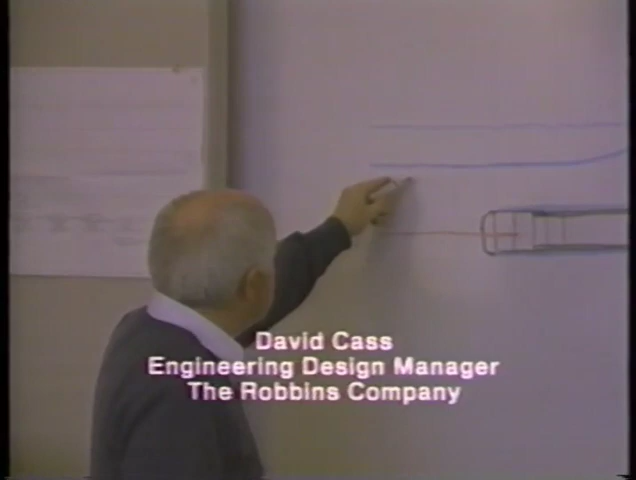 David Cass
Engineering Design Manager
The Robbins Company